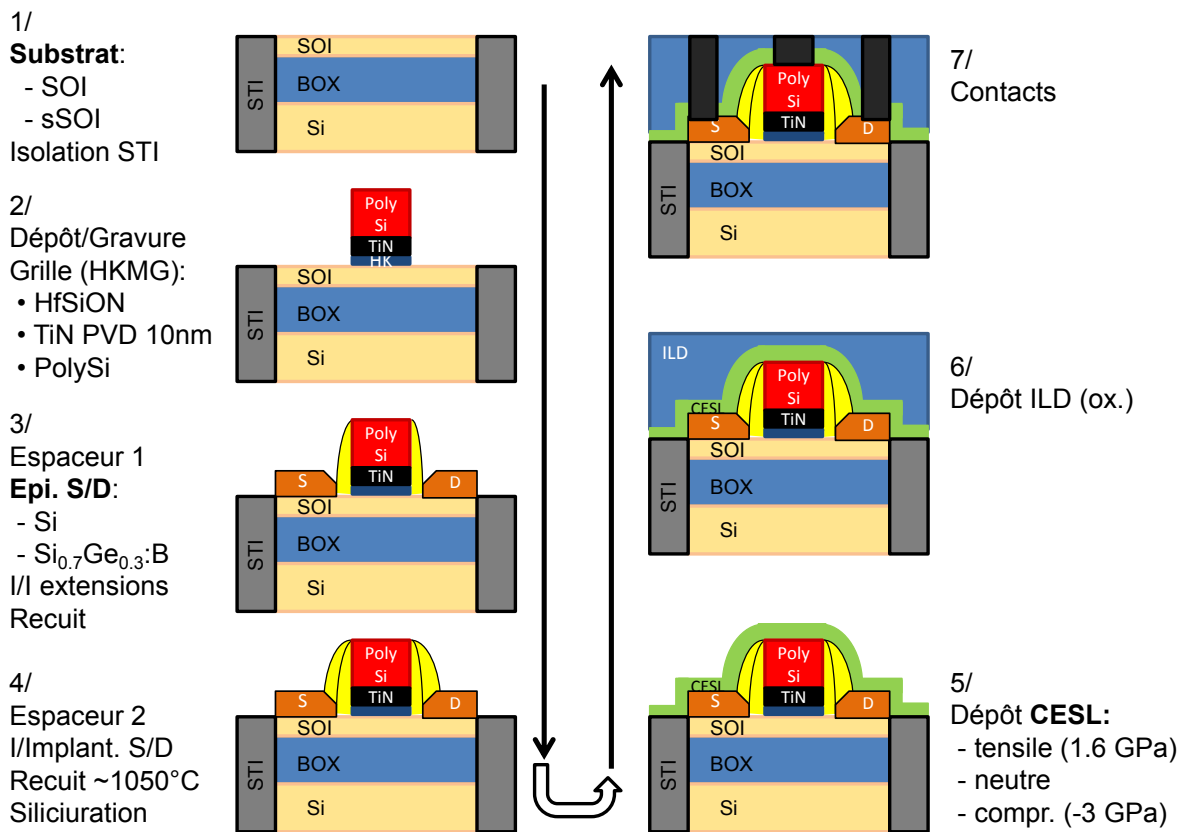 1/
Substrat:
- SOI
- sSOI
Isolation STI
STI
SOI
BOX
Si
2/
Dépôt/Gravure
Grille (HKMG):
• HfSiON
• TiN PVD 10nm
• PolySi
Poly
Si
TiN
HK
STI
SOI
BOX
Si
3/
Espaceur 1
Epi. S/D:
- Si
- Si0.7Ge0.3:B
I/I extensions
Recuit
Poly
Si
TiN
S
D
STI
SOI
BOX
Si
4/
Espaceur 2
I/Implant. S/D
Recuit ~1050°C
Siliciuration
Poly
Si
TiN
S
D
STI
SOI
BOX
Si
7/
Contacts
Poly
Si
TiN
S
D
STI
SOI
BOX
Si
6/
Dépôt ILD (ox.)
ILD
CESL
Poly
Si
TiN
S
D
STI
SOI
BOX
Si
5/
Dépôt CESL:
- tensile (1.6 GPa)
- neutre
- compr. (-3 GPa)
CESL
Poly
Si
TiN
S
D
STI
SOI
BOX
Si